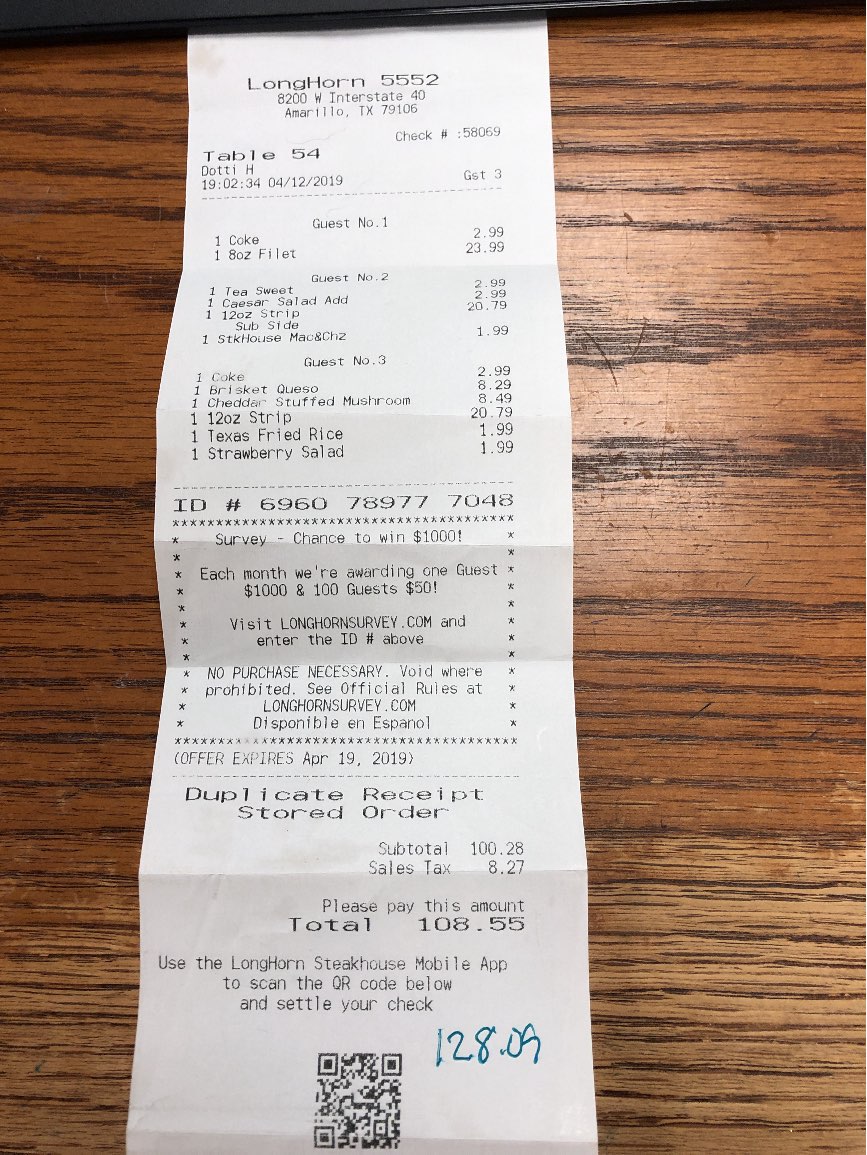 LongHorn 5552
8200 W Interstate 40
Amarillo, TX 79106
Check # :58069
Table 54
Dotti H Gst 3
19:02:34 04/12/2019
Guest No.1
1 Coke 2.99
1 8oz Filet 23.99
Guest No.2
1 Tea Sweet 2.99
1 Caesar Salad Add 2.99
1 12oz Strip 20.79
Sub Side
1 StkHouse Mac&Chz 1.99
Guest No.3
1 Coke 2.99
1 Brisket Queso 8.29
1 Cheddar Stuffed Mushroom 8.49
1 12oz Strip 20.79
1 Texas Fried Rice 1.99
1 Strawberry Salad 1.99
ID # 6960 78977 7048
****************************************
* Survey - Chance to win $1000! *
* *
* Each month we're awarding one Guest *
* $1000 & 100 Guests $50! *
* *
* Visit LONGHORNSURVEY.COM and *
* enter the ID # above *
* *
* NO PURCHASE NECESSARY. Void where *
* prohibited. See Official Rules at *
* LONGHORNSURVEY.COM *
* Disponible en Espanol *
****************************************
(OFFER EXPIRES Apr 19, 2019)
Duplicate Receipt
Stored Order
Subtotal 100.28
Sales Tax 8.27
Please pay this amount
Total 108.55
Use the LongHorn Steakhouse Mobile App
to scan the QR code below
and settle your check
128.09